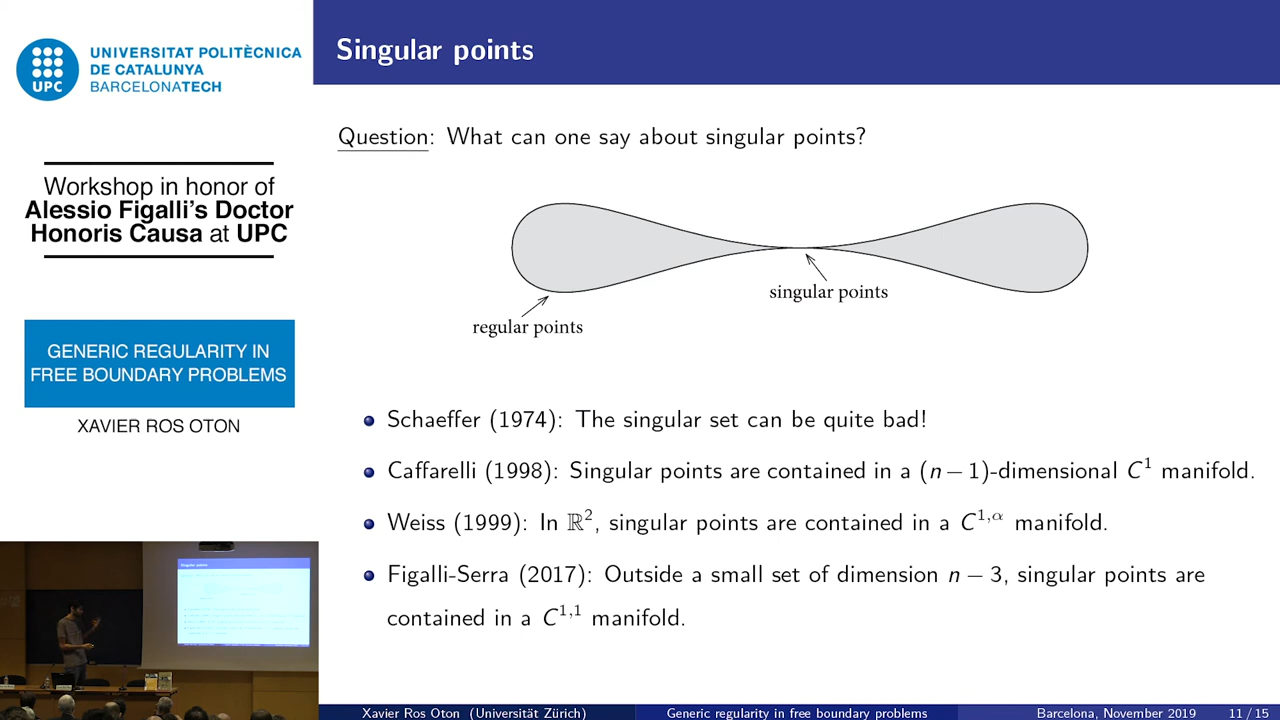 UNIVERSITAT POLITÈCNICA
DE CATALUNYA
BARCELONATECH
UPC
Workshop in honor of
Alessio Figalli's Doctor
Honoris Causa at UPC
GENERIC REGULARITY IN
FREE BOUNDARY PROBLEMS
XAVIER ROS OTON
Singular points
Question: What can one say about singular points?
singular points
regular points
Schaeffer (1974): The singular set can be quite bad!
Caffarelli (1998): Singular points are contained in a (n − 1)-dimensional C¹ manifold.
Weiss (1999): In ℝ², singular points are contained in a C^{1,α} manifold.
Figalli-Serra (2017): Outside a small set of dimension n − 3, singular points are
contained in a C^{1,1} manifold.
Singular points
Xavier Ros Oton (Universität Zürich)
Generic regularity in free boundary problems
Barcelona, November 2019
11 / 15